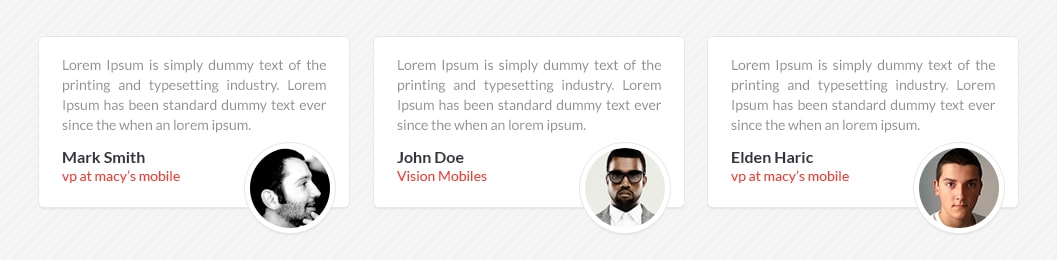 Lorem Ipsum is simply dummy text of the
printing and typesetting industry. Lorem
Ipsum has been standard dummy text ever
since the when an lorem ipsum.
Mark Smith
vp at macy's mobile
Lorem Ipsum is simply dummy text of the
printing and typesetting industry. Lorem
Ipsum has been standard dummy text ever
since the when an lorem ipsum.
John Doe
Vision Mobiles
Lorem Ipsum is simply dummy text of the
printing and typesetting industry. Lorem
Ipsum has been standard dummy text ever
since the when an lorem ipsum.
Elden Haric
vp at macy's mobile